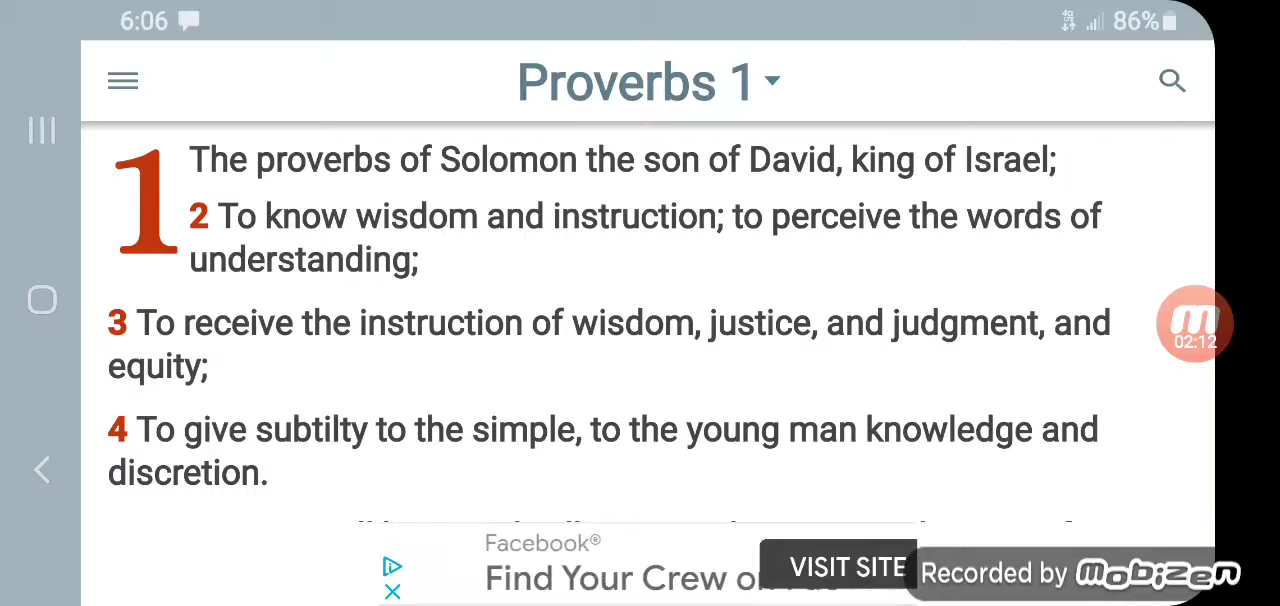 6:06
86%
Proverbs 1
1 The proverbs of Solomon the son of David, king of Israel;
2 To know wisdom and instruction; to perceive the words of
understanding;
3 To receive the instruction of wisdom, justice, and judgment, and
equity;
4 To give subtilty to the simple, to the young man knowledge and
discretion.
m
02:12
Facebook®
Find Your Crew
VISIT SITE
Recorded by mobizen